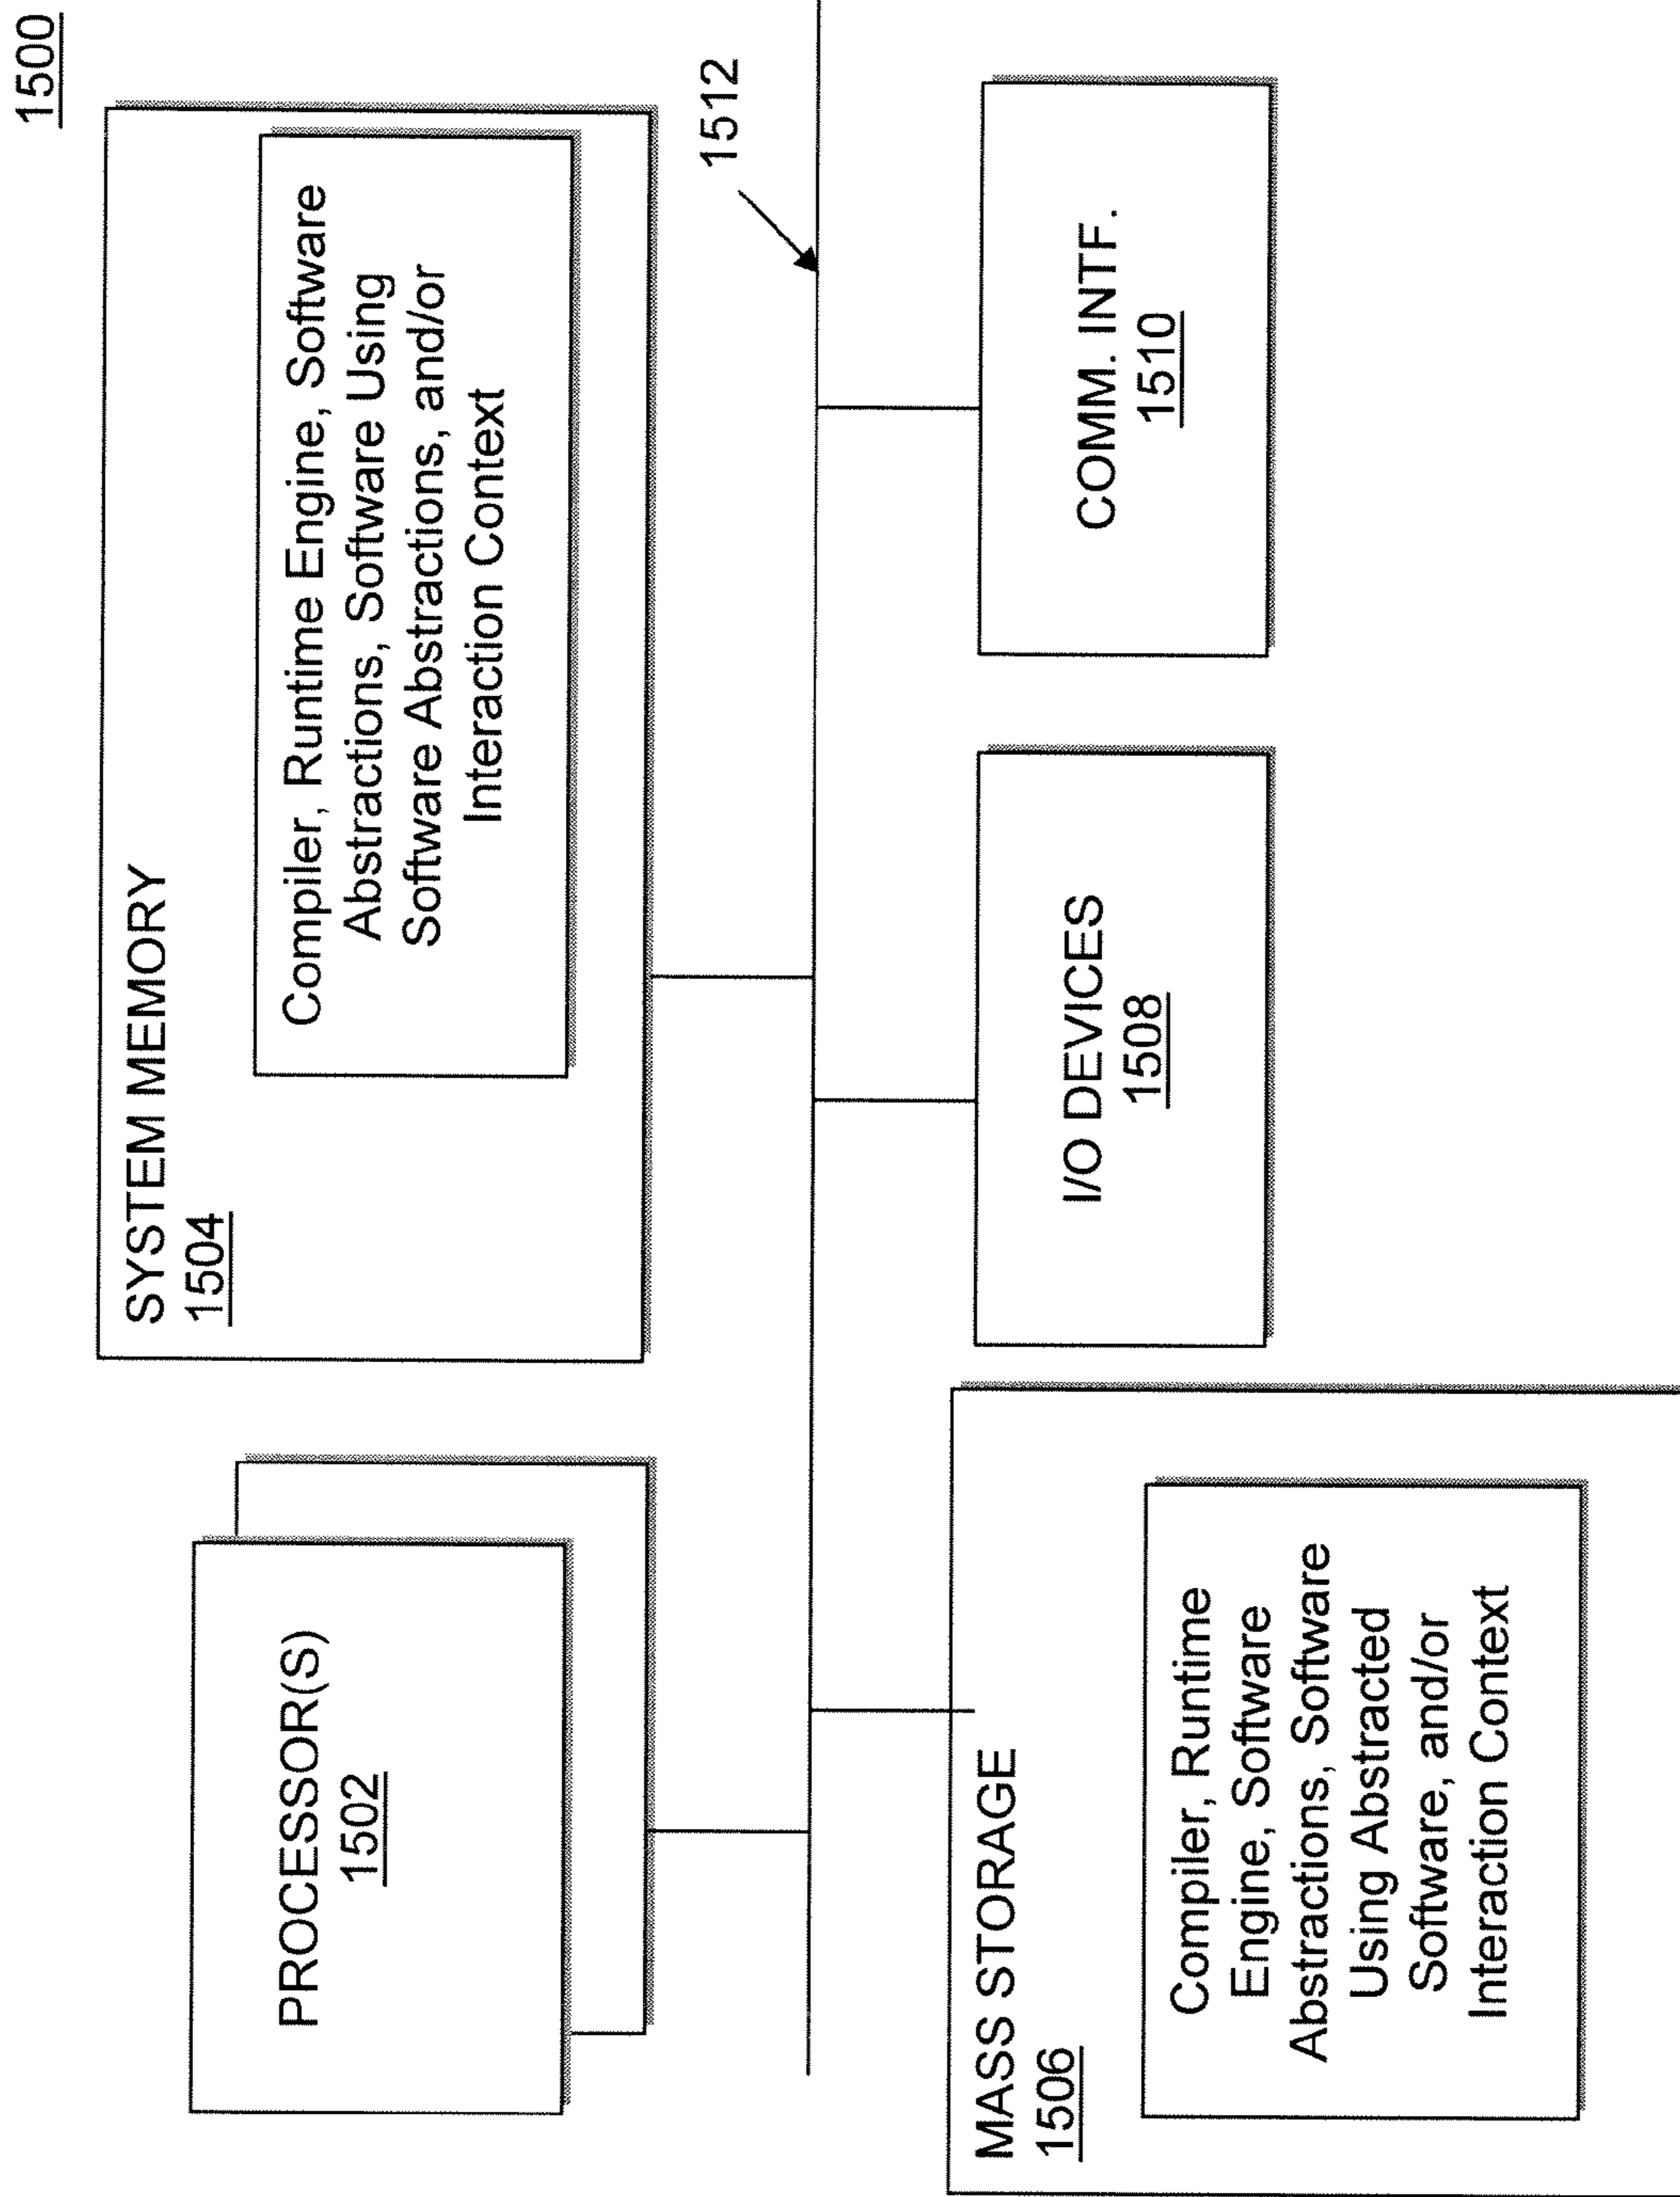 1500
PROCESSOR(S)
1502
SYSTEM MEMORY
1504
Compiler, Runtime Engine, Software
Abstractions, Software Using
Software Abstractions, and/or
Interaction Context
1512
MASS STORAGE
1506
Compiler, Runtime
Engine, Software
Abstractions, Software
Using Abstracted
Software, and/or
Interaction Context
I/O DEVICES
1508
COMM. INTF.
1510